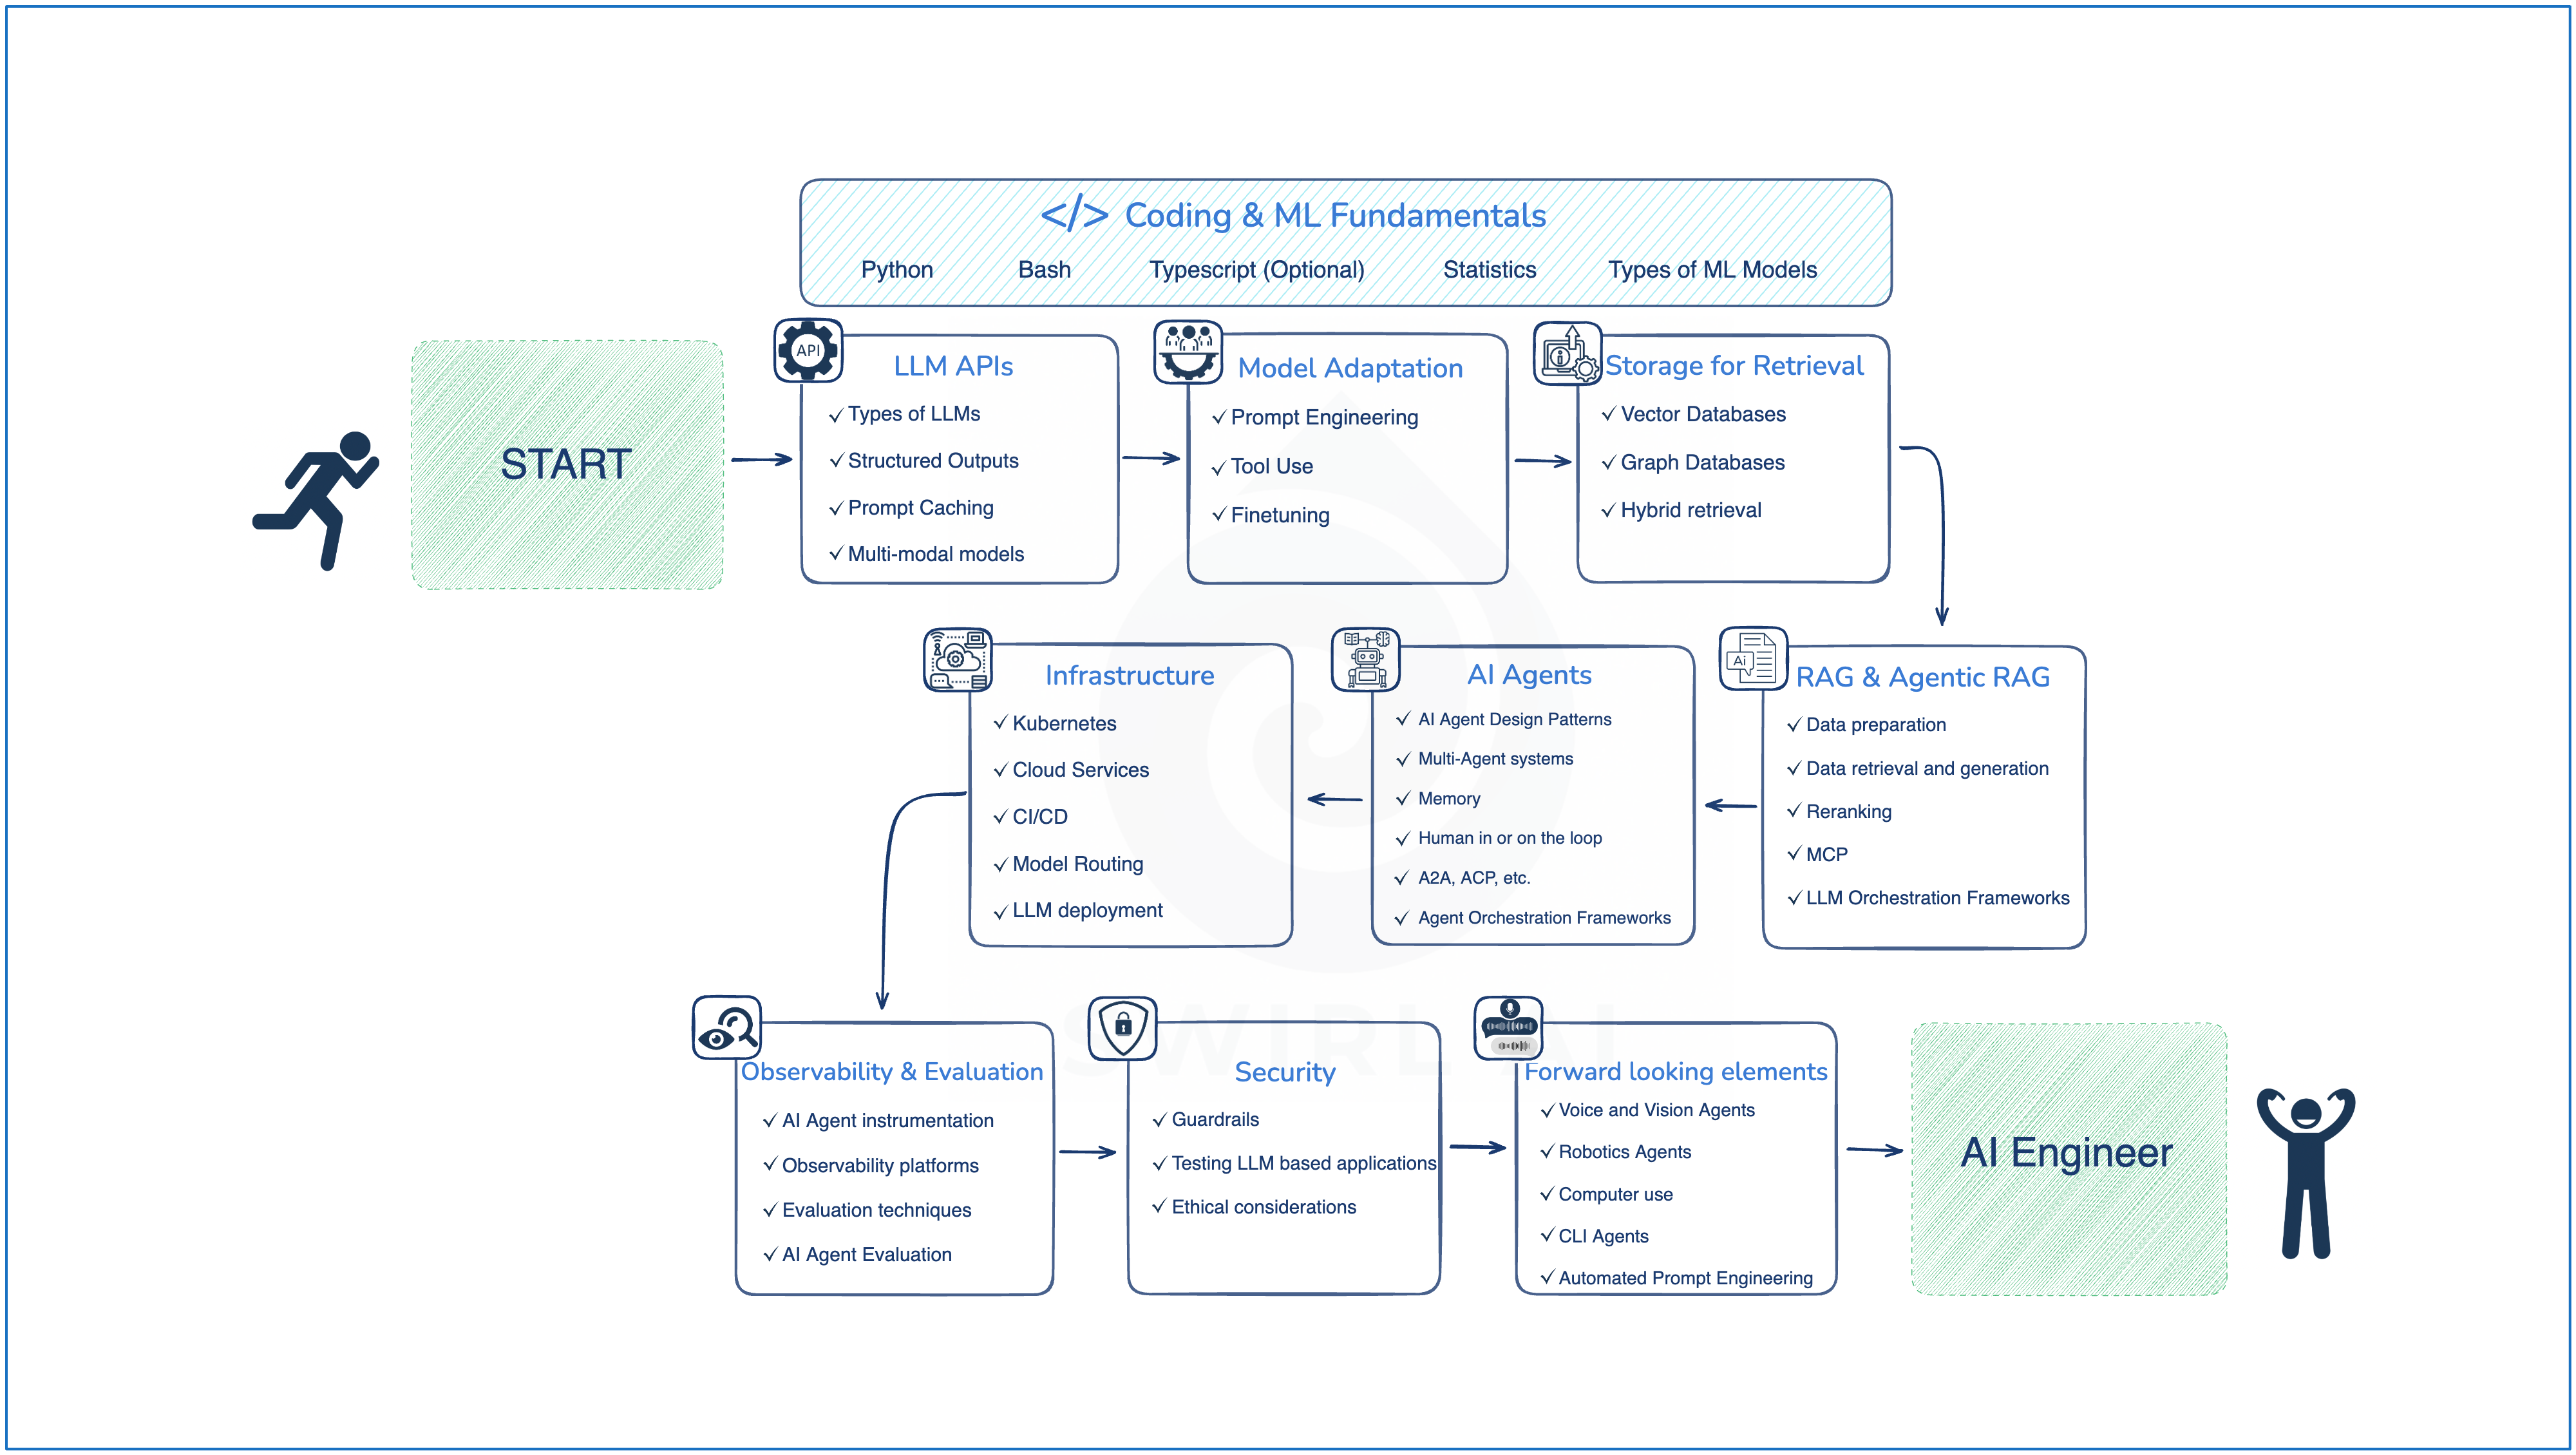 </> Coding & ML Fundamentals
Python Bash Typescript (Optional) Statistics Types of ML Models
START
API
LLM APIs
✓ Types of LLMs
✓ Structured Outputs
✓ Prompt Caching
✓ Multi-modal models
Model Adaptation
✓ Prompt Engineering
✓ Tool Use
✓ Finetuning
Storage for Retrieval
✓ Vector Databases
✓ Graph Databases
✓ Hybrid retrieval
Ai
RAG & Agentic RAG
✓ Data preparation
✓ Data retrieval and generation
✓ Reranking
✓ MCP
✓ LLM Orchestration Frameworks
AI Agents
✓ AI Agent Design Patterns
✓ Multi-Agent systems
✓ Memory
✓ Human in or on the loop
✓ A2A, ACP, etc.
✓ Agent Orchestration Frameworks
Infrastructure
✓ Kubernetes
✓ Cloud Services
✓ CI/CD
✓ Model Routing
✓ LLM deployment
Observability & Evaluation
✓ AI Agent instrumentation
✓ Observability platforms
✓ Evaluation techniques
✓ AI Agent Evaluation
Security
✓ Guardrails
✓ Testing LLM based applications
✓ Ethical considerations
Forward looking elements
✓ Voice and Vision Agents
✓ Robotics Agents
✓ Computer use
✓ CLI Agents
✓ Automated Prompt Engineering
AI Engineer
SWIRL AI